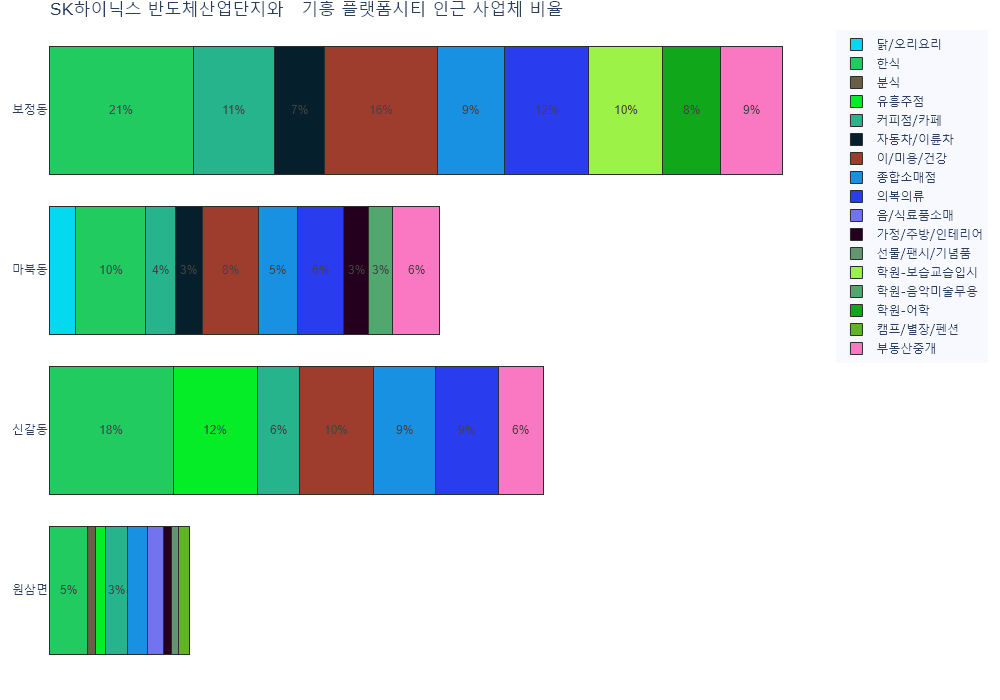 SK하이닉스 반도체산업단지와 기흥 플랫폼시티 인근 사업체 비율
닭/오리요리
한식
분식
유흥주점
커피점/카페
자동차/이륜차
이/미용/건강
종합소매점
의복의류
음/식료품소매
가정/주방/인테리어
선물/팬시/기념품
학원-보습교습입시
학원-음악미술무용
학원-어학
캠프/별장/펜션
부동산중개
보정동 21% 11% 7% 16% 9% 12% 10% 8% 9%
마북동 10% 4% 3% 8% 5% 6% 3% 3% 6%
신갈동 18% 12% 6% 10% 9% 9% 6%
원삼면 5% 3%